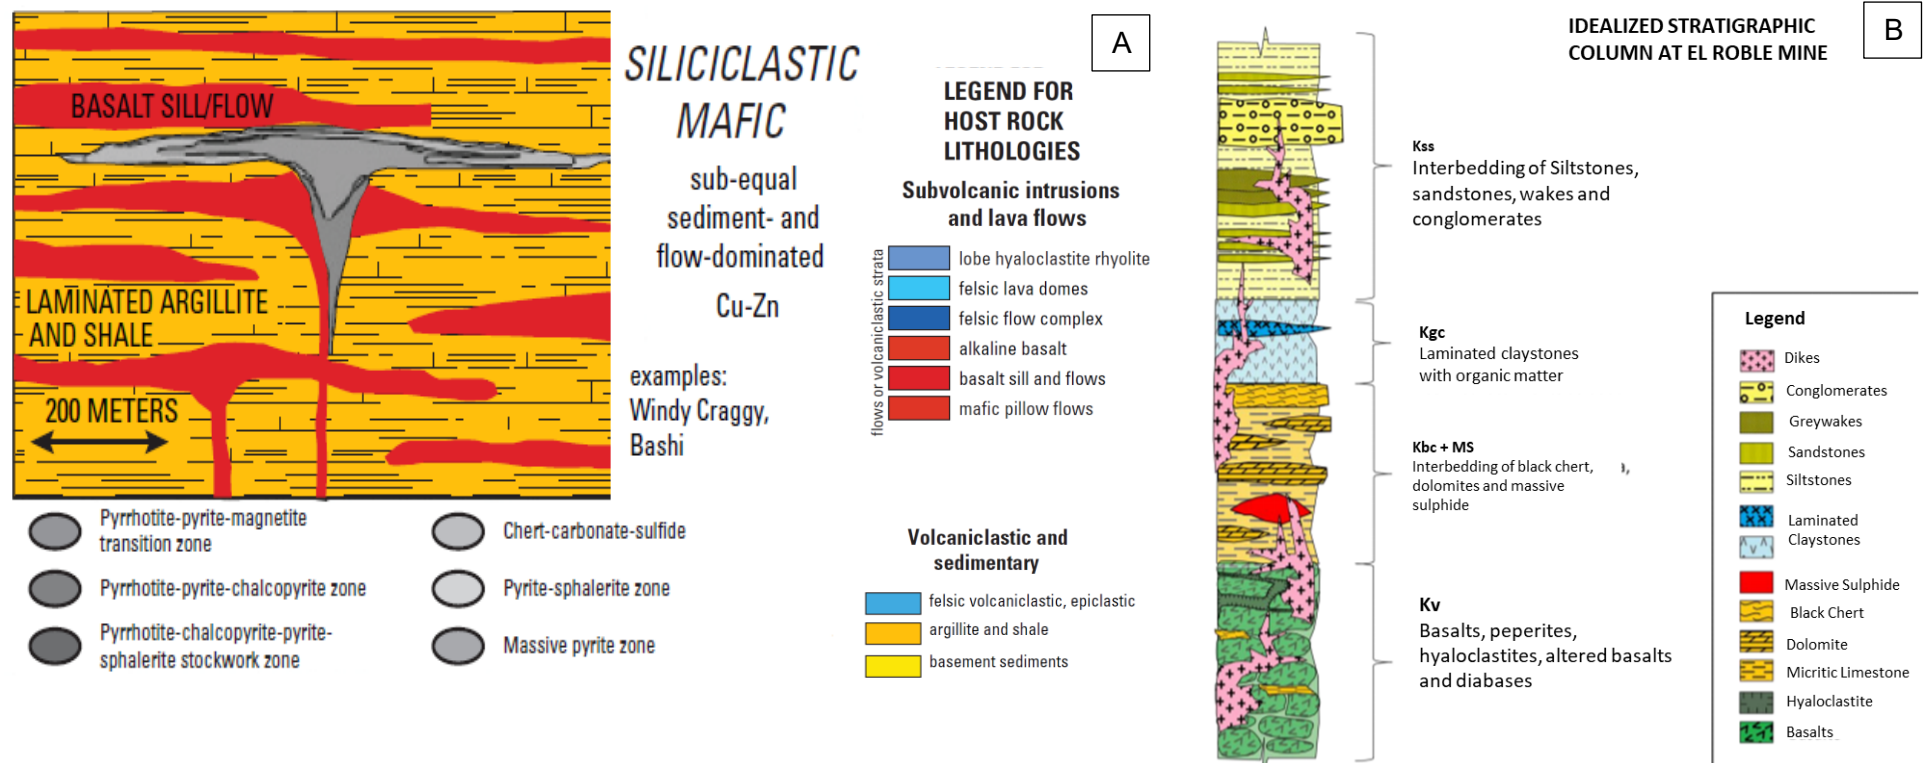 BASALT SILL/FLOW
LAMINATED ARGILLITE
AND SHALE
200 METERS
Pyrrhotite-pyrite-magnetite
transition zone
Pyrrhotite-pyrite-chalcopyrite zone
Pyrrhotite-chalcopyrite-pyrite-
sphalerite stockwork zone
Chert-carbonate-sulfide
Pyrite-sphalerite zone
Massive pyrite zone
SILICICLASTIC
MAFIC
sub-equal
sediment- and
flow-dominated
Cu-Zn
examples:
Windy Craggy,
Bashi
A
LEGEND FOR
HOST ROCK
LITHOLOGIES
Subvolcanic intrusions
and lava flows
flows or volcaniclastic strata
lobe hyaloclastite rhyolite
felsic lava domes
felsic flow complex
alkaline basalt
basalt sill and flows
mafic pillow flows
Volcaniclastic and
sedimentary
felsic volcaniclastic, epiclastic
argillite and shale
basement sediments
IDEALIZED STRATIGRAPHIC
COLUMN AT EL ROBLE MINE
B
Kss
Interbedding of Siltstones,
sandstones, wakes and
conglomerates
Kgc
Laminated claystones
with organic matter
Kbc + MS
Interbedding of black chert,
dolomites and massive
sulphide
Kv
Basalts, peperites,
hyaloclastites, altered basalts
and diabases
Legend
Dikes
Conglomerates
Greywakes
Sandstones
Siltstones
Laminated
Claystones
Massive Sulphide
Black Chert
Dolomite
Micritic Limestone
Hyaloclastite
Basalts